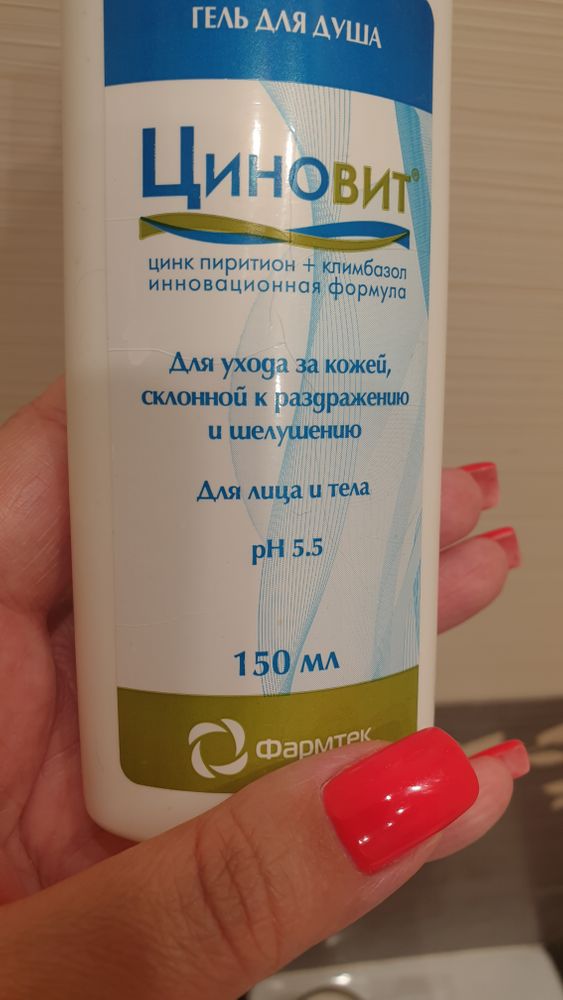 ГЕЛЬ ДЛЯ ДУША
ЦИНОВИТ®
ЦИНК ПИРИТИОН + КЛИМБАЗОЛ
ИННОВАЦИОННАЯ ФОРМУЛА
Для ухода за кожей,
склонной к раздражению
и шелушению
Для лица и тела
pH 5.5
150 мл
Фармтек